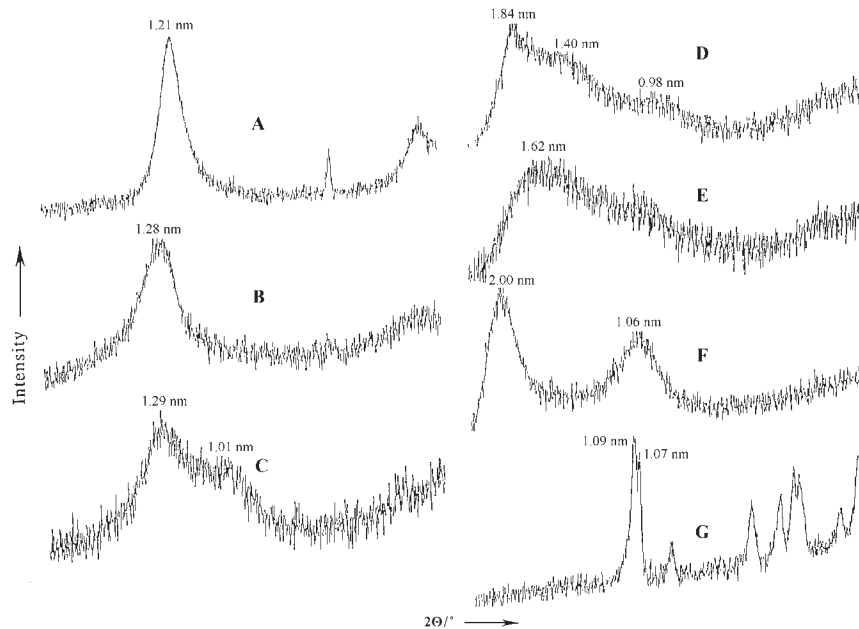 1.21 nm
A
1.28 nm
B
1.29 nm
1.01 nm
C
1.84 nm
1.40 nm
0.98 nm
D
1.62 nm
E
2.00 nm
1.06 nm
F
1.09 nm
1.07 nm
G
Intensity
2Θ/°